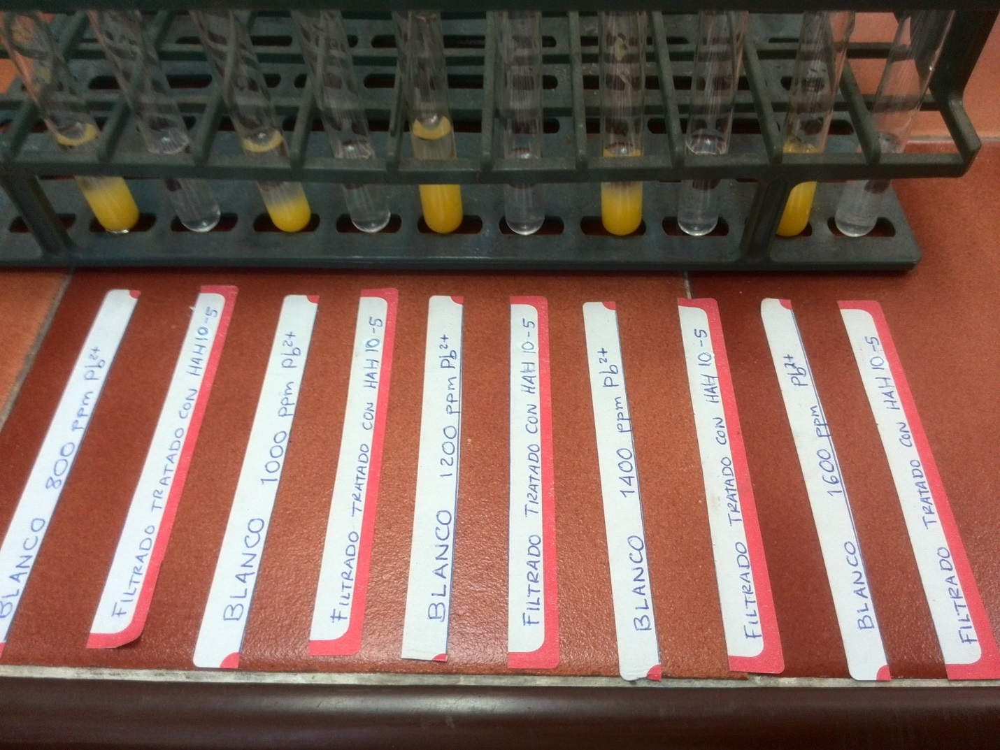 BLANCO 800 ppm Pb²⁺
FILTRADO TRATADO CON HAH10-5
BLANCO 1000 ppm Pb²⁺
FILTRADO TRATADO CON HAH 10-5
BLANCO 1200 ppm Pb²⁺
FILTRADO TRATADO CON HAH 10-5
BLANCO 1400 ppm Pb²⁺
FILTRADO TRATADO CON HAH 10-5
BLANCO 1600 ppm Pb²⁺
FILTRADO TRATADO CON HAH 10-5